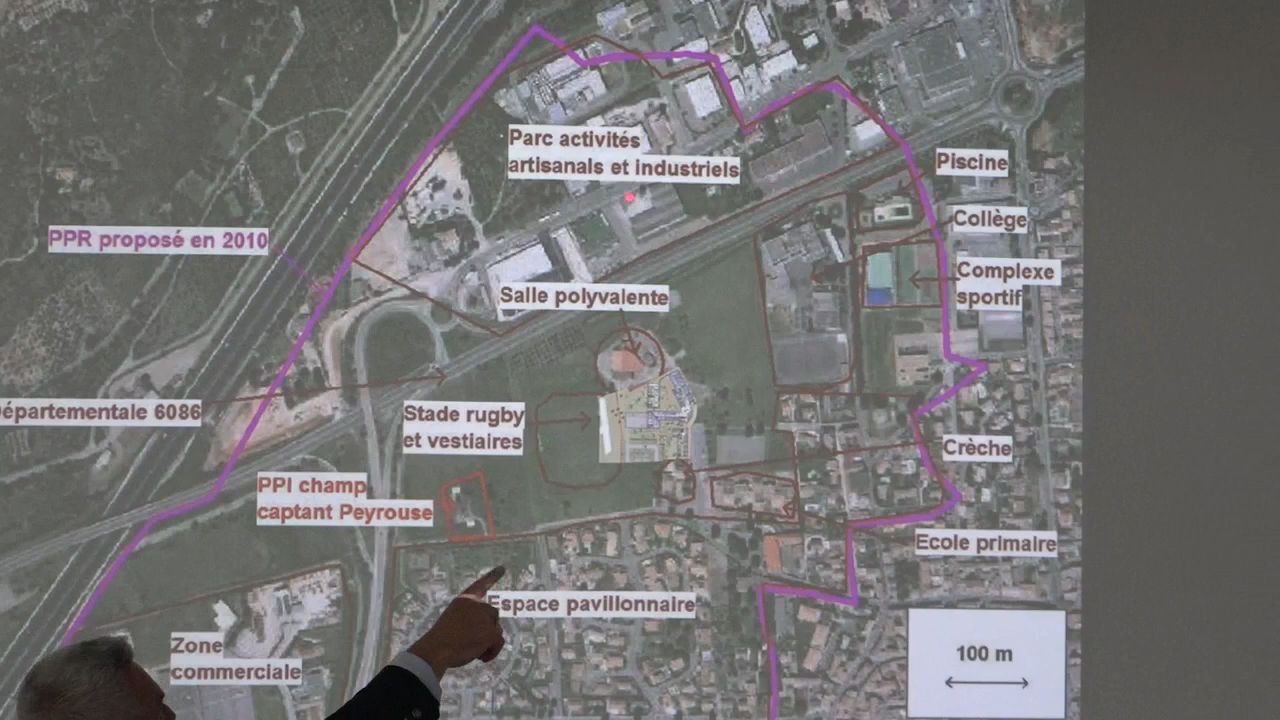 Parc activités
artisanals et industriels
Piscine
Collège
PPR proposé en 2010
Complexe
sportif
Salle polyvalente
épartementale 6086
Stade rugby
et vestiaires
Crèche
PPI champ
captant Peyrouse
Ecole primaire
Espace pavillonnaire
Zone
commerciale
100 m